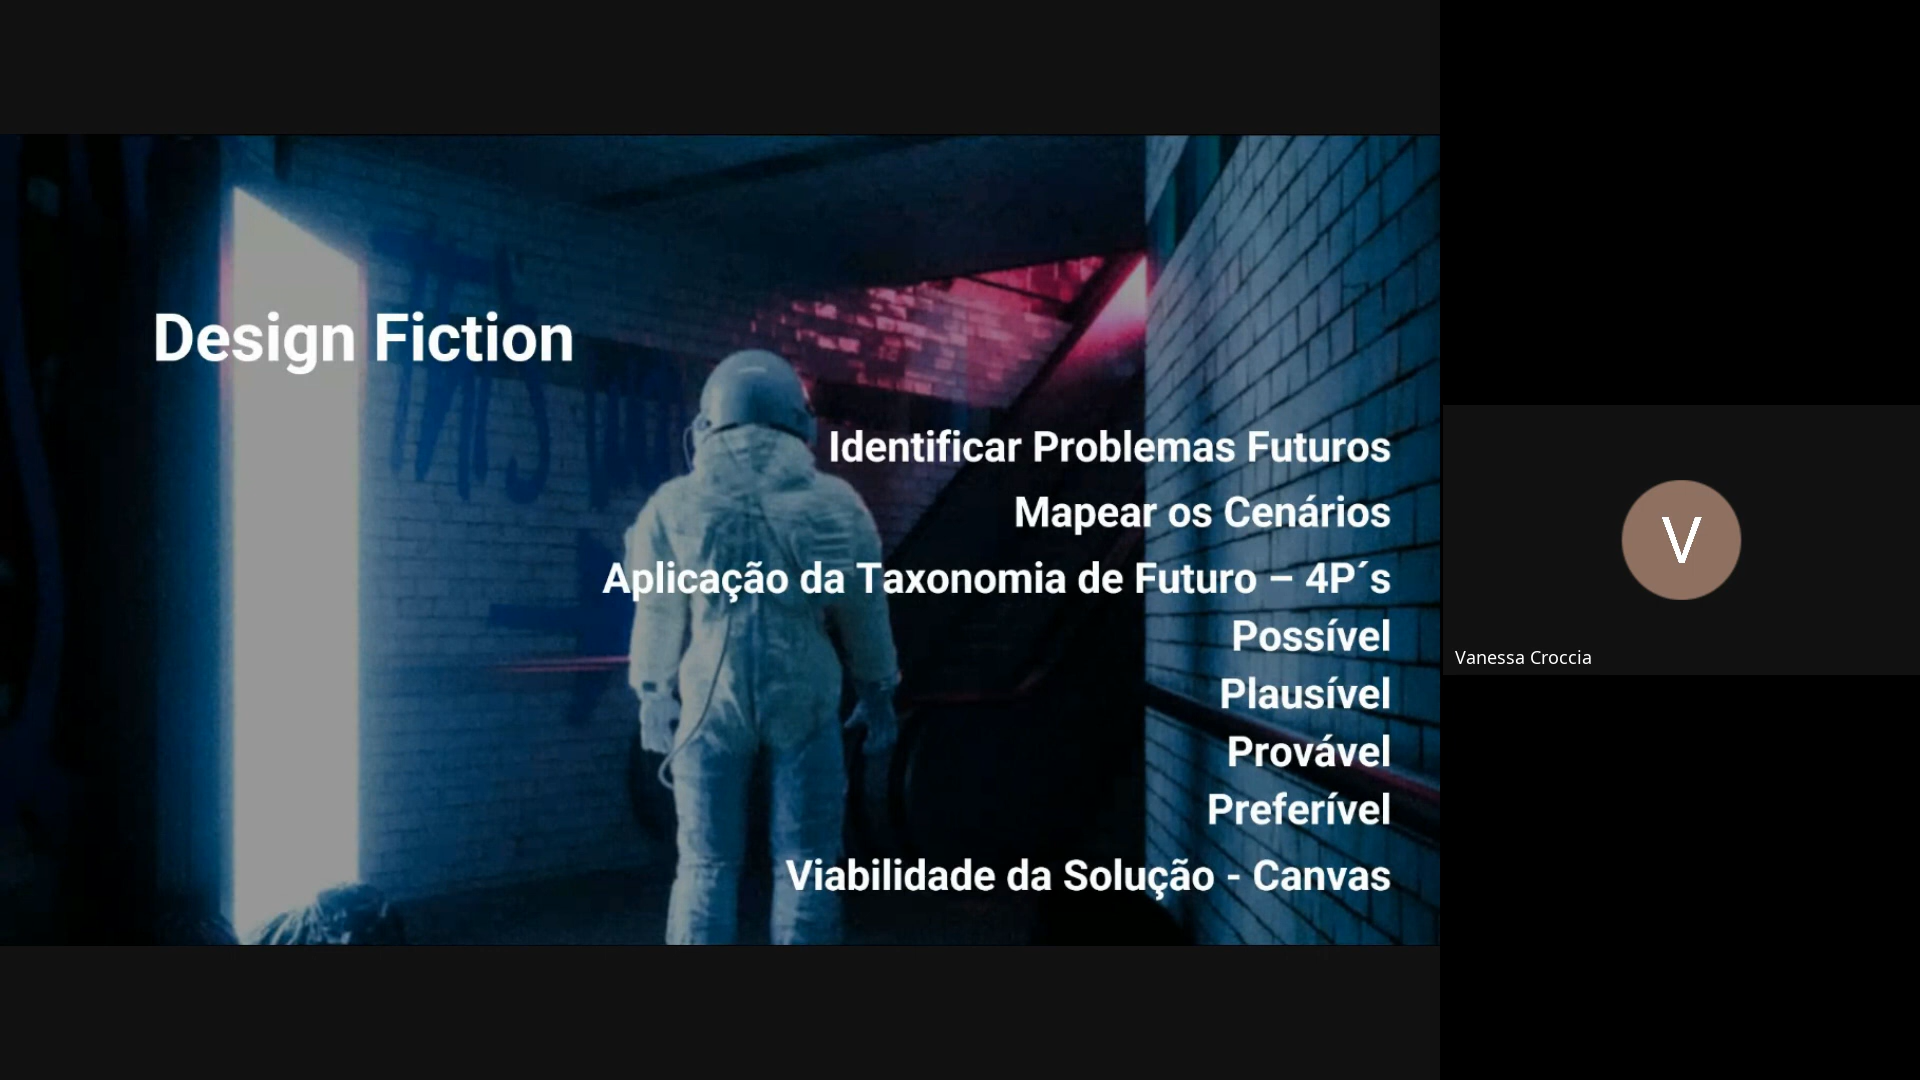 Design Fiction
Identificar Problemas Futuros
Mapear os Cenários
Aplicação da Taxonomia de Futuro – 4P´s
Possível
Plausível
Provável
Preferível
Viabilidade da Solução - Canvas
V
Vanessa Croccia